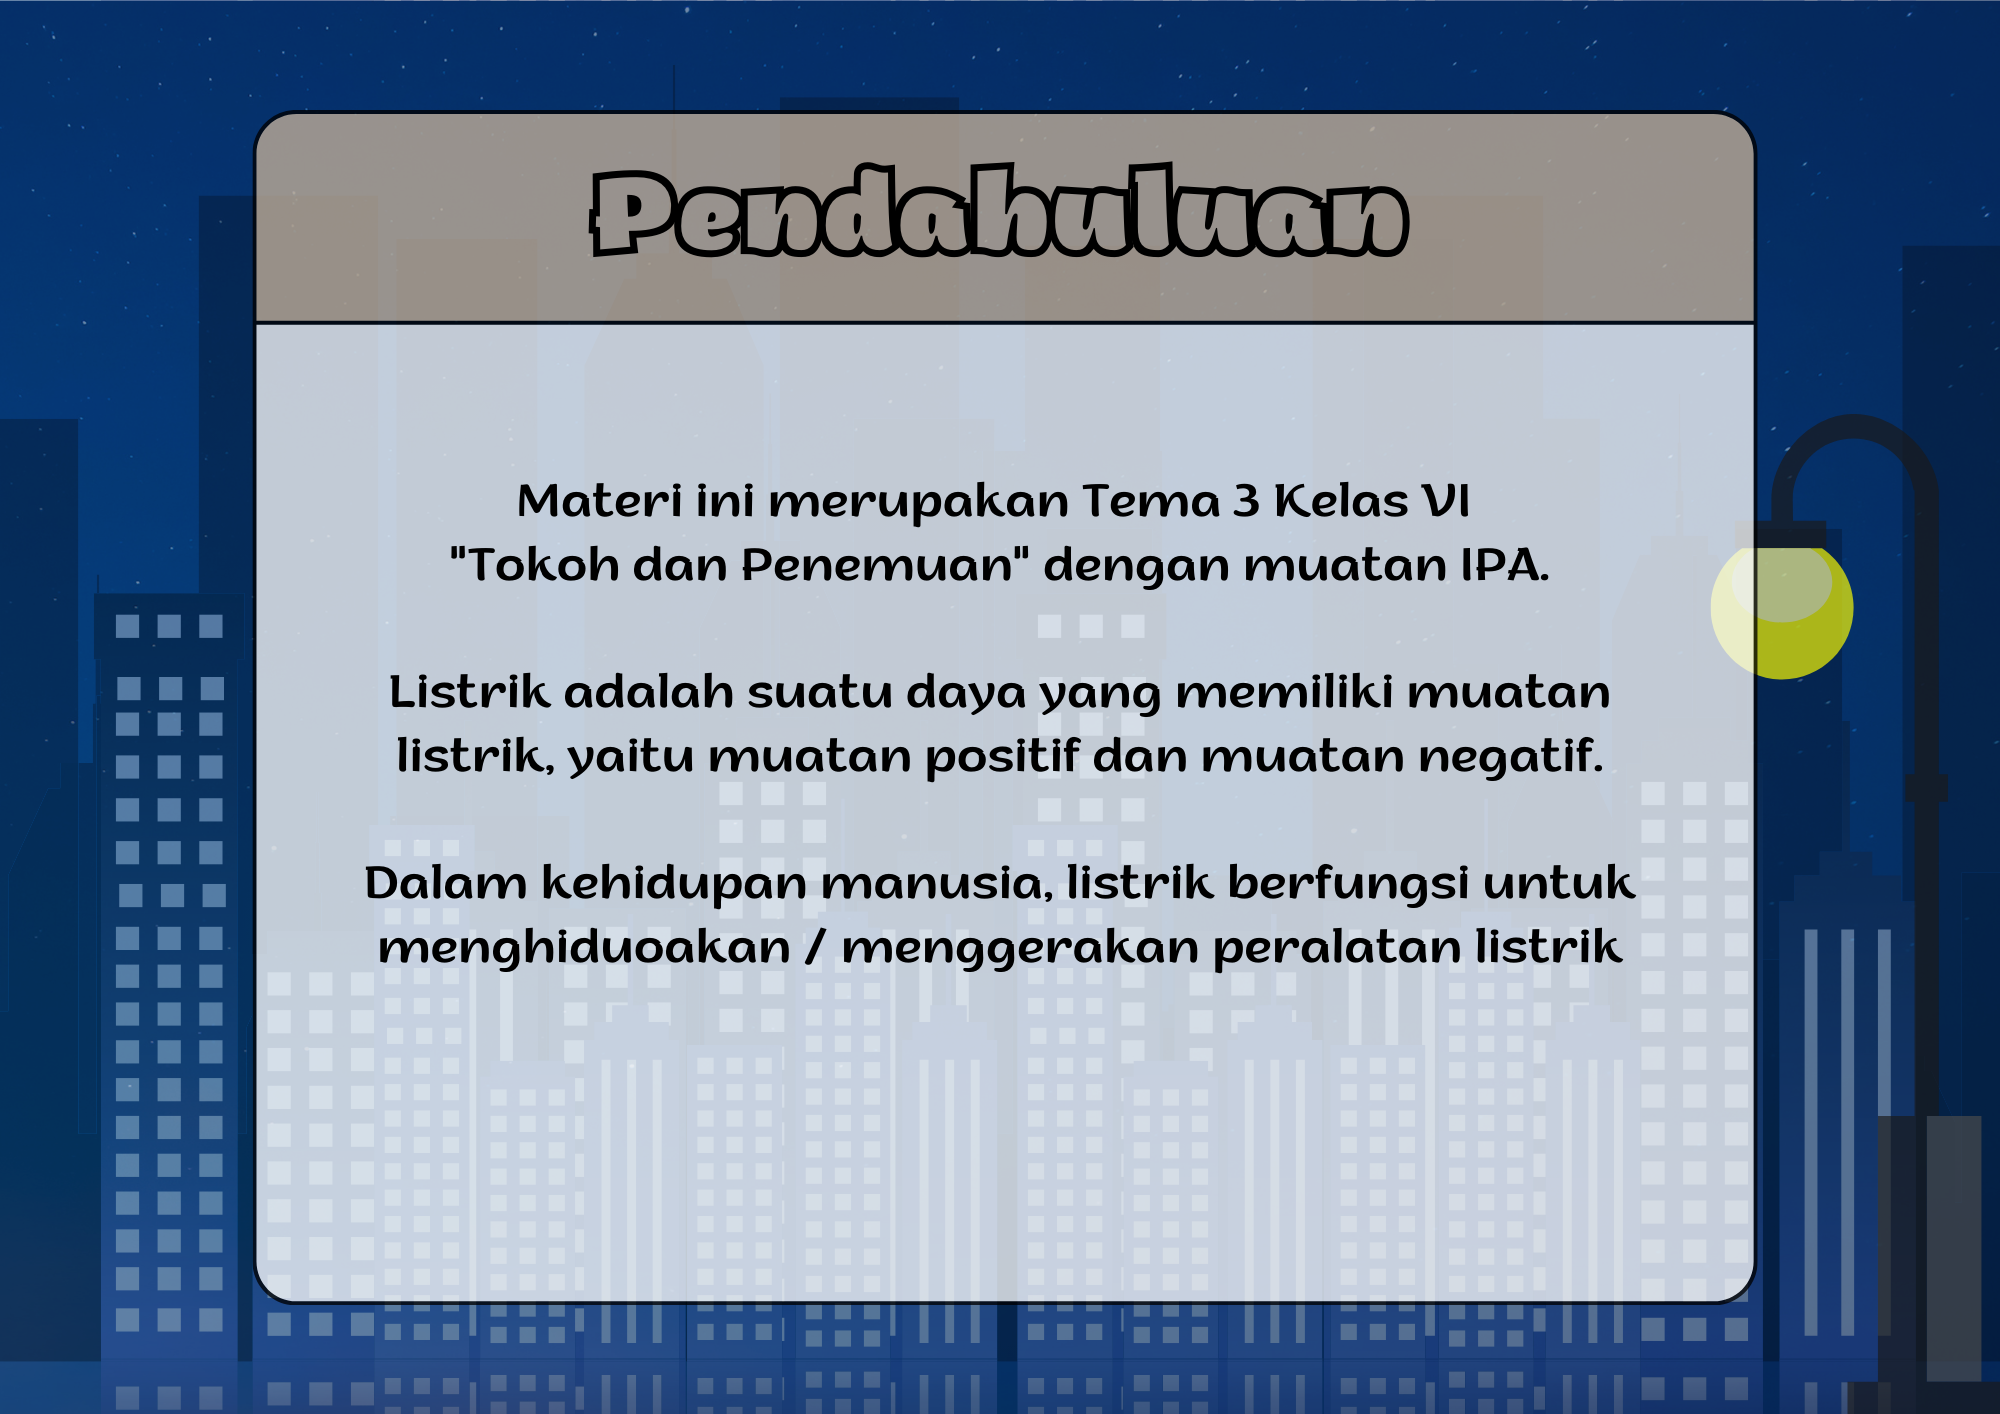 Pendahuluan
Materi ini merupakan Tema 3 Kelas VI
"Tokoh dan Penemuan" dengan muatan IPA.
Listrik adalah suatu daya yang memiliki muatan
listrik, yaitu muatan positif dan muatan negatif.
Dalam kehidupan manusia, listrik berfungsi untuk
menghiduoakan / menggerakan peralatan listrik